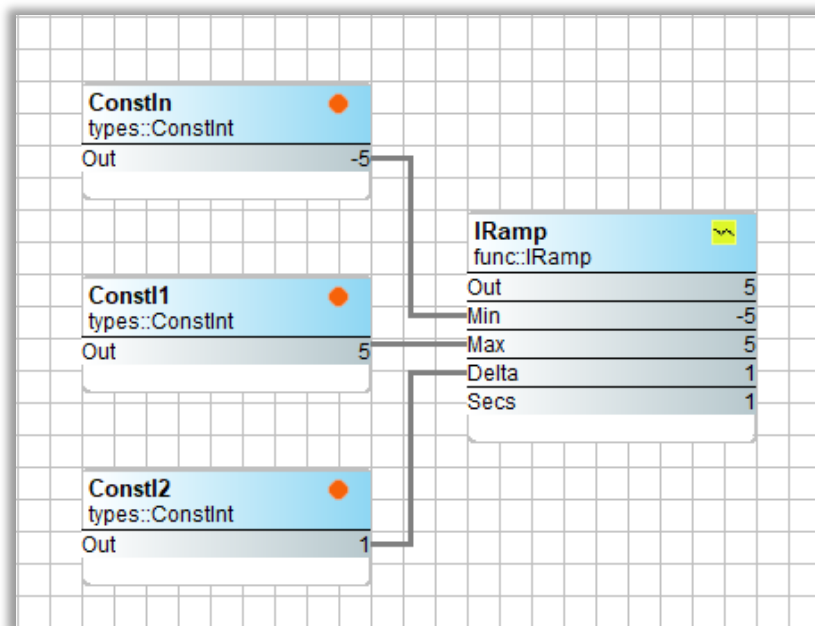 ConstIn
types::ConstInt
Out -5
ConstI1
types::ConstInt
Out 5
ConstI2
types::ConstInt
Out 1
IRamp
func::IRamp
Out 5
Min -5
Max 5
Delta 1
Secs 1